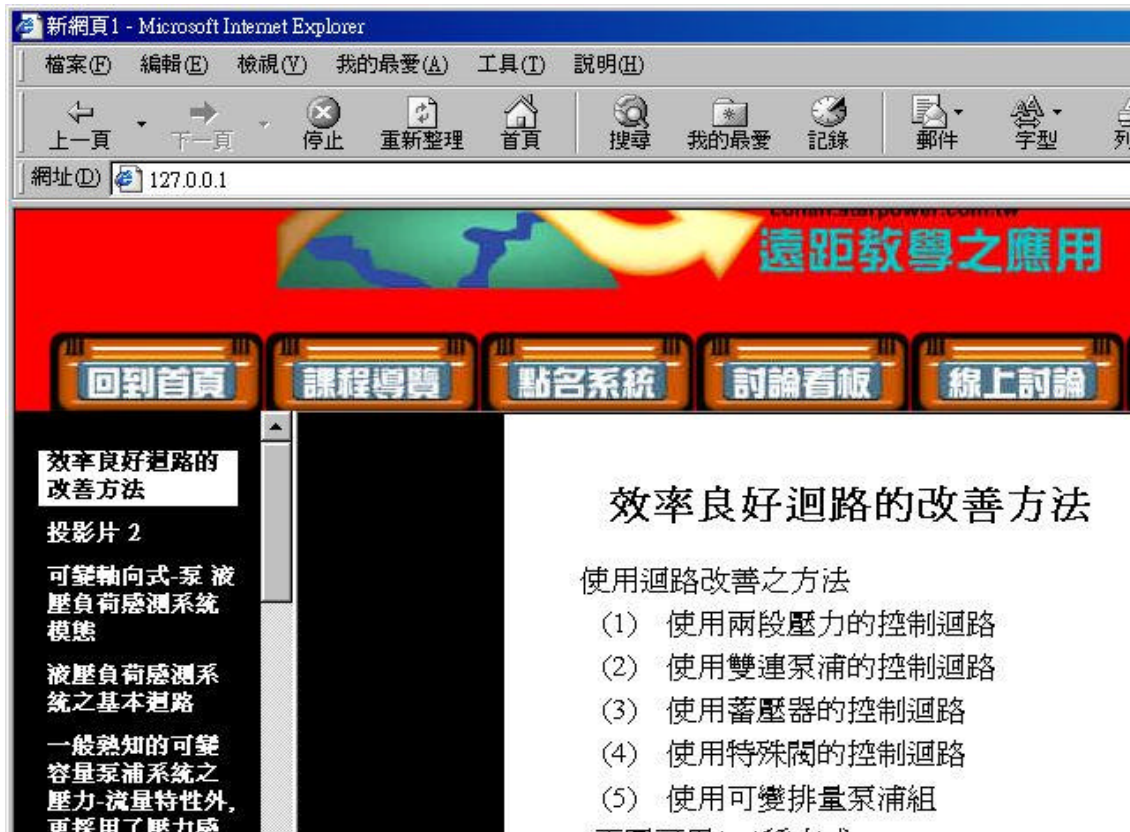 新網頁1 - Microsoft Internet Explorer
檔案(F) 編輯(E) 檢視(V) 我的最愛(A) 工具(T) 說明(H)
上一頁 下一頁 停止 重新整理 首頁 搜尋 我的最愛 記錄 郵件 字型
網址(D) 127.0.0.1
遠距教學之應用
回到首頁 課程導覽 點名系統 討論看板 線上討論
效率良好迴路的
改善方法
投影片 2
可變軸向式-泵 液
壓負荷感測系統
模態
液壓負荷感測系
統之基本迴路
一般熟知的可變
容量泵浦系統之
壓力-流量特性外,
更採用了壓力感
效率良好迴路的改善方法
使用迴路改善之方法
(1) 使用兩段壓力的控制迴路
(2) 使用雙連泵浦的控制迴路
(3) 使用蓄壓器的控制迴路
(4) 使用特殊閥的控制迴路
(5) 使用可變排量泵浦組